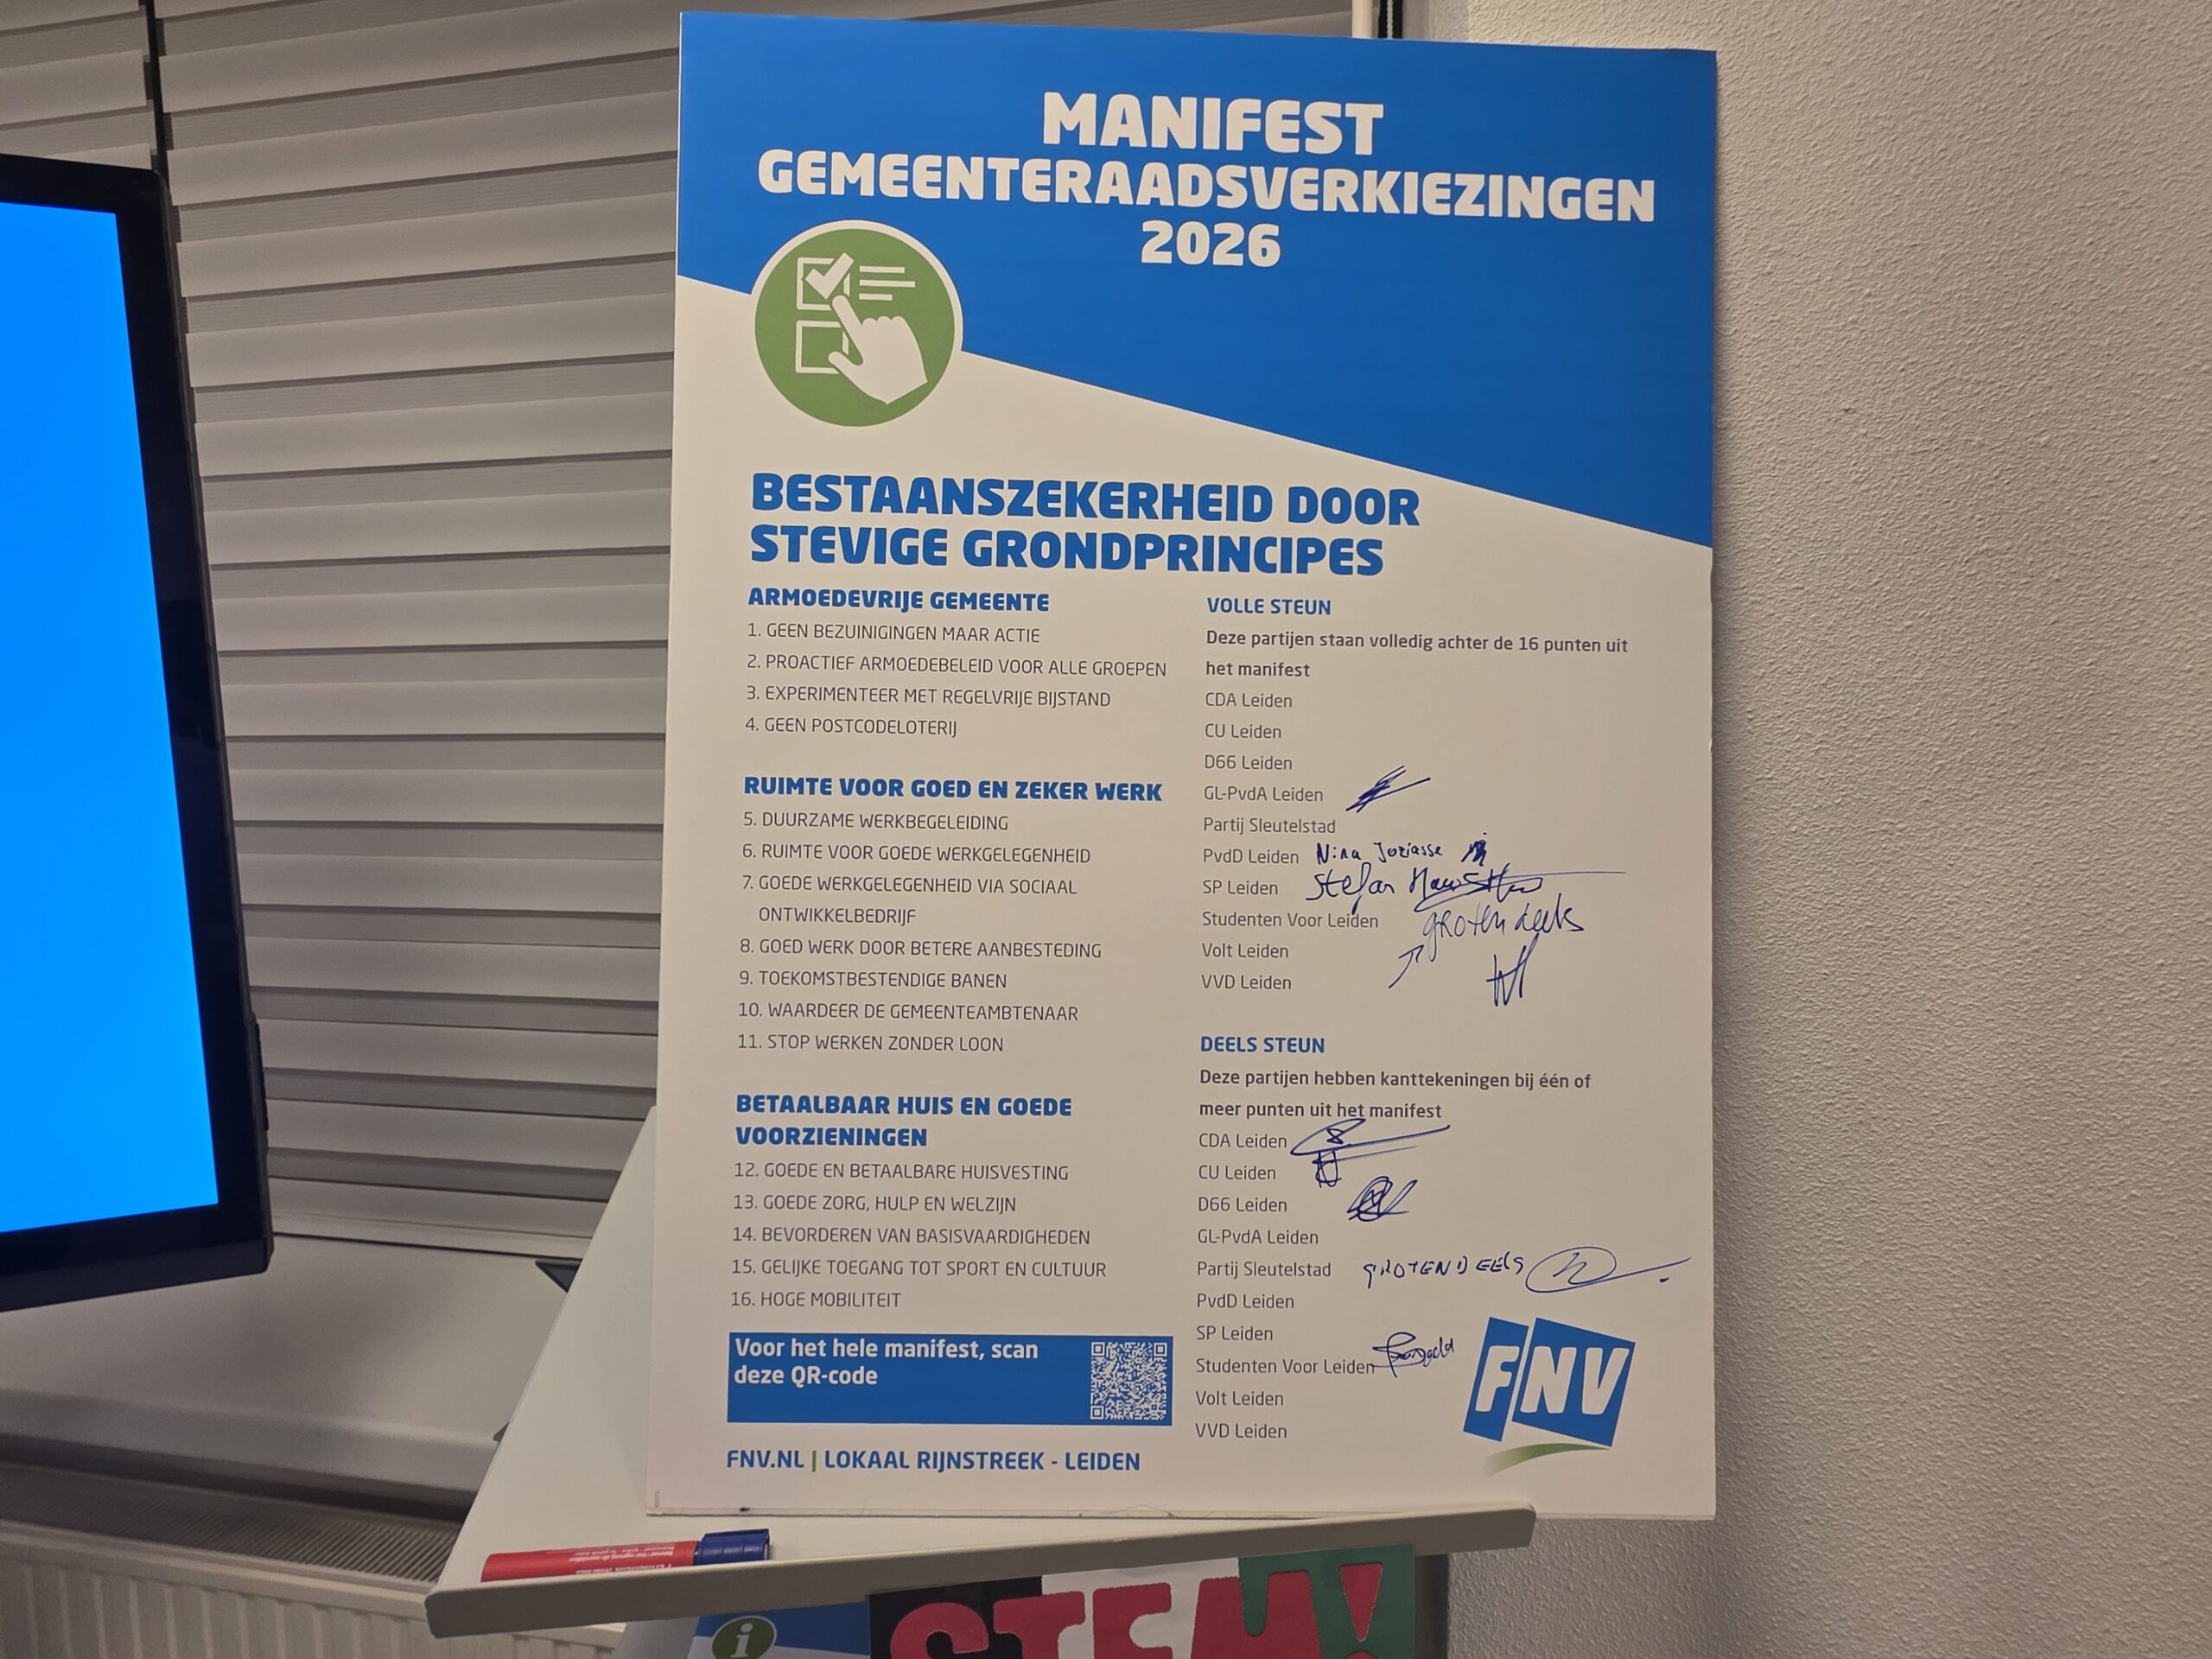 MANIFEST
GEMEENTERAADSVERKIEZINGEN
2026
BESTAANSZEKERHEID DOOR
STEVIGE GRONDPRINCIPES
ARMOEDEVRIJE GEMEENTE
1. GEEN BEZUINIGINGEN MAAR ACTIE
2. PROACTIEF ARMOEDEBELEID VOOR ALLE GROEPEN
3. EXPERIMENTEER MET REGELVRIJE BIJSTAND
4. GEEN POSTCODELOTERIJ
RUIMTE VOOR GOED EN ZEKER WERK
5. DUURZAME WERKBEGELEIDING
6. RUIMTE VOOR GOEDE WERKGELEGENHEID
7. GOEDE WERKGELEGENHEID VIA SOCIAAL
ONTWIKKELBEDRIJF
8. GOED WERK DOOR BETERE AANBESTEDING
9. TOEKOMSTBESTENDIGE BANEN
10. WAARDEER DE GEMEENTEAMBTENAAR
11. STOP WERKEN ZONDER LOON
BETAALBAAR HUIS EN GOEDE
VOORZIENINGEN
12. GOEDE EN BETAALBARE HUISVESTING
13. GOEDE ZORG, HULP EN WELZIJN
14. BEVORDEREN VAN BASISVAARDIGHEDEN
15. GELIJKE TOEGANG TOT SPORT EN CULTUUR
16. HOGE MOBILITEIT
Voor het hele manifest, scan
deze QR-code
FNV.NL | LOKAAL RIJNSTREEK - LEIDEN
VOLLE STEUN
Deze partijen staan volledig achter de 16 punten uit
het manifest
CDA Leiden
CU Leiden
D66 Leiden
GL-PvdA Leiden
Partij Sleutelstad
PvdD Leiden Nina Joziasse
SP Leiden Stefan
Studenten Voor Leiden grotendeels
Volt Leiden
VVD Leiden
DEELS STEUN
Deze partijen hebben kanttekeningen bij één of
meer punten uit het manifest
CDA Leiden
CU Leiden
D66 Leiden
GL-PvdA Leiden
Partij Sleutelstad GROTENDEELS
PvdD Leiden
SP Leiden
Studenten Voor Leiden
Volt Leiden
VVD Leiden
FNV
i
STEM!